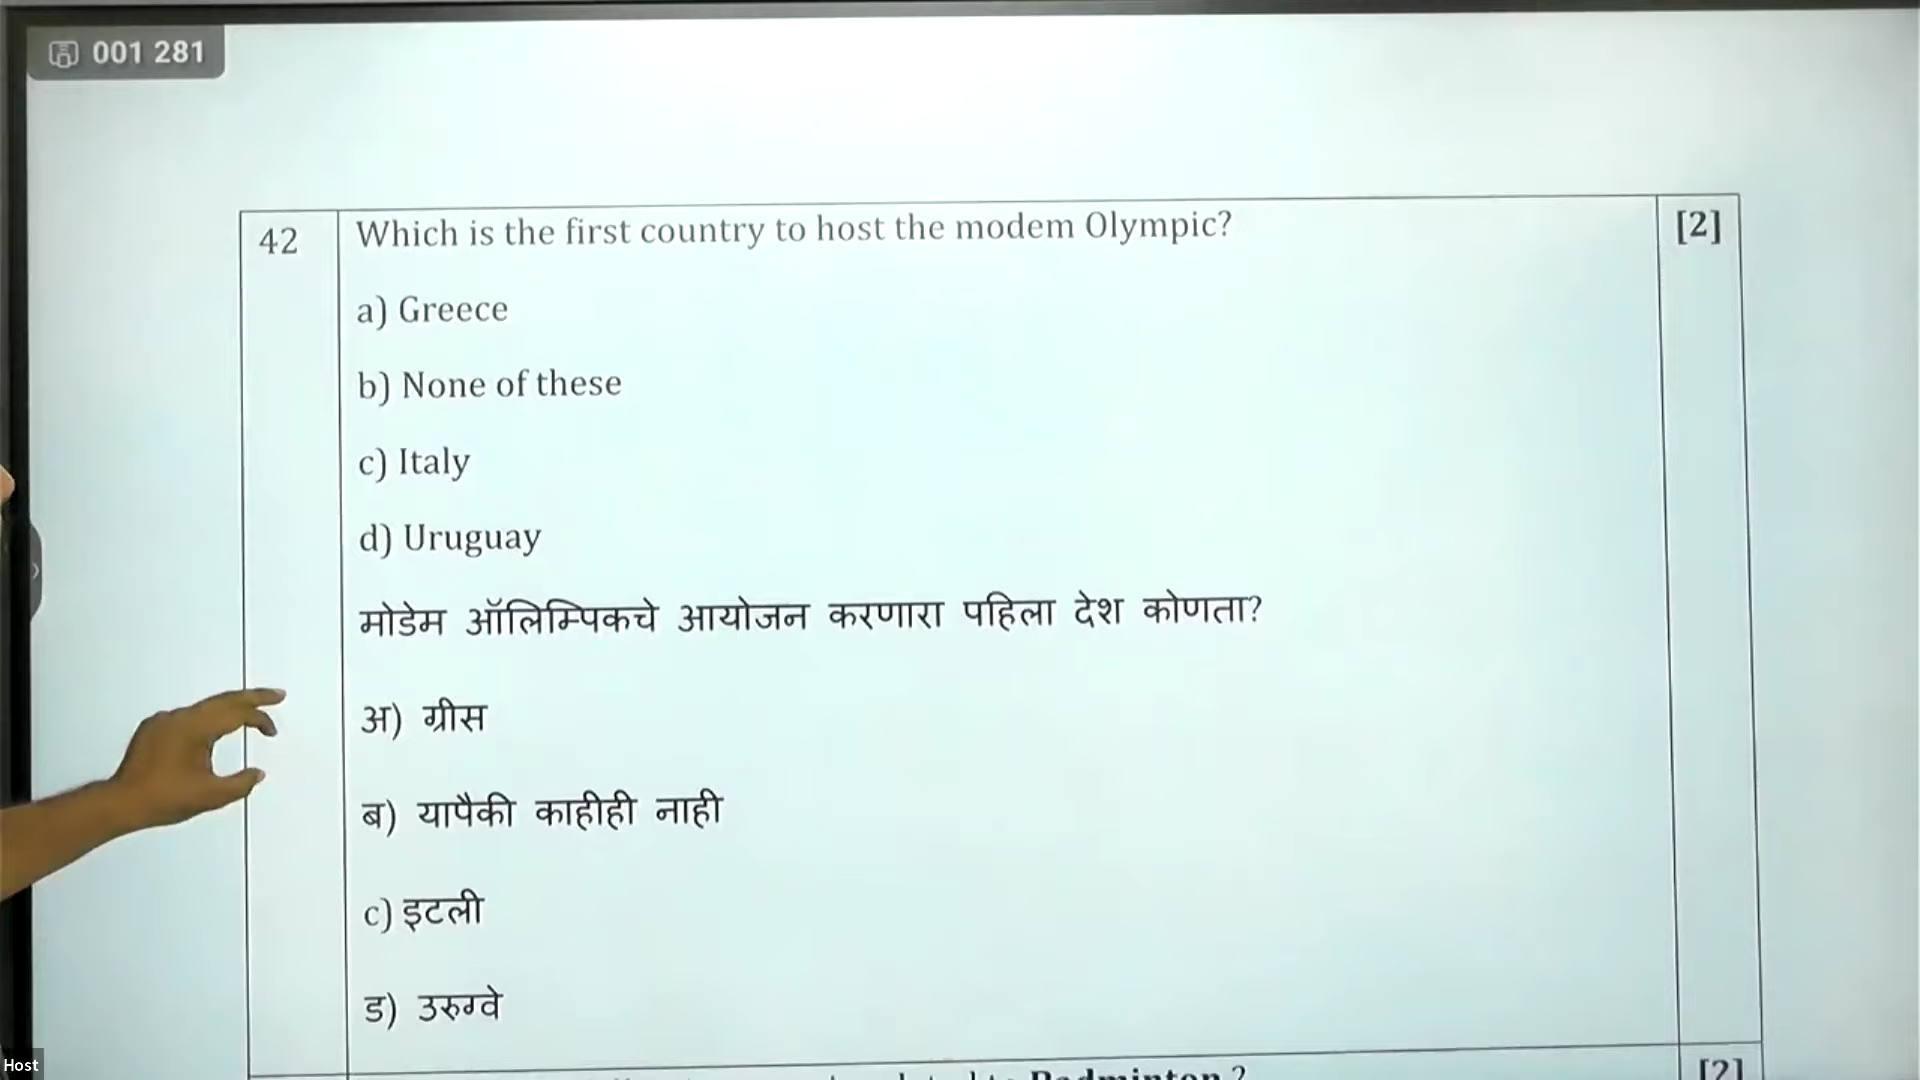 001 281
42 Which is the first country to host the modem Olympic? [2]
a) Greece
b) None of these
c) Italy
d) Uruguay
मोडेम ऑलिम्पिकचे आयोजन करणारा पहिला देश कोणता?
अ) ग्रीस
ब) यापैकी काहीही नाही
c) इटली
ड) उरुग्वे
Badminton ? [2]
Host